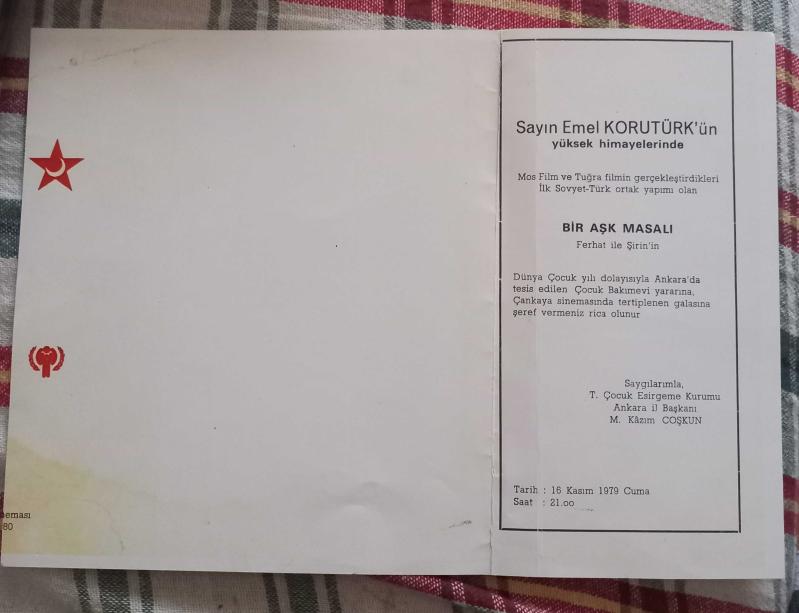 Sayın Emel KORUTÜRK'ün
yüksek himayelerinde
Mos Film ve Tuğra filmin gerçekleştirdikleri
İlk Sovyet-Türk ortak yapımı olan
BİR AŞK MASALI
Ferhat ile Şirin'in
Dünya Çocuk yılı dolayısıyla Ankara'da
tesis edilen Çocuk Bakımevi yararına,
Çankaya sinemasında tertiplenen galasına
şeref vermeniz rica olunur
Saygılarımla,
T. Çocuk Esirgeme Kurumu
Ankara il Başkanı
M. Kâzım COŞKUN
Tarih : 16 Kasım 1979 Cuma
Saat : 21.oo
neması
80